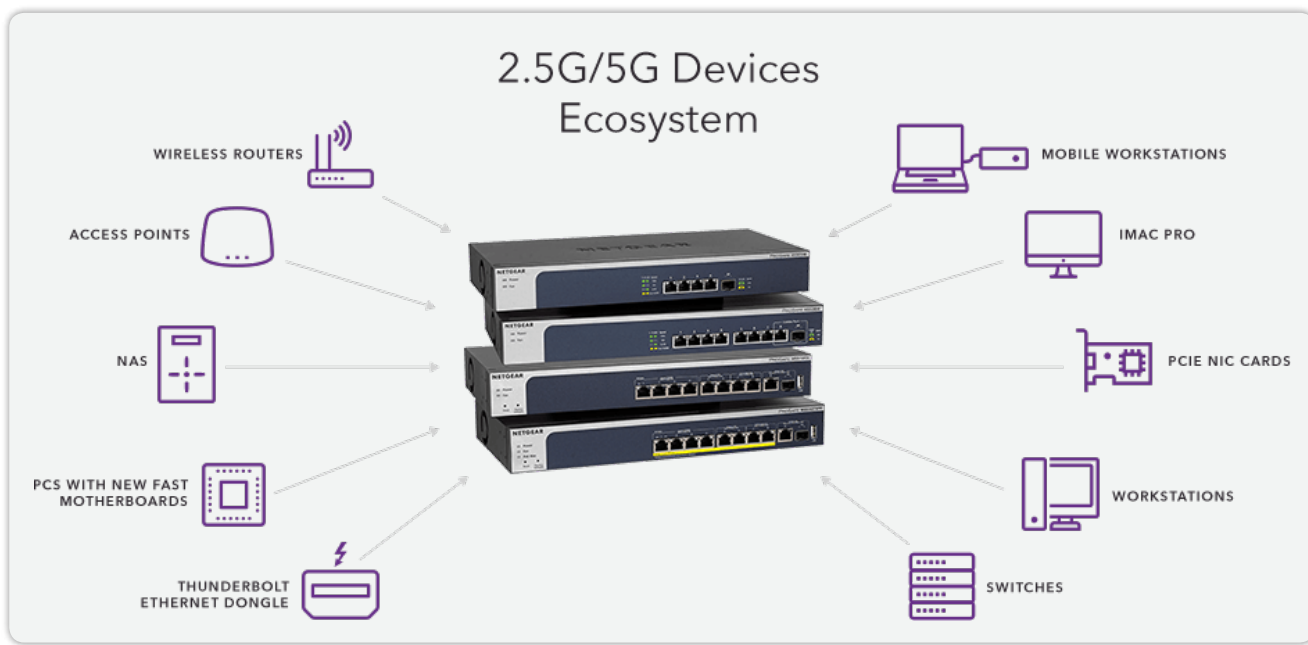 2.5G/5G Devices
Ecosystem
WIRELESS ROUTERS
MOBILE WORKSTATIONS
ACCESS POINTS
IMAC PRO
NAS
PCIE NIC CARDS
PCS WITH NEW FAST
MOTHERBOARDS
WORKSTATIONS
THUNDERBOLT
ETHERNET DONGLE
SWITCHES
NETGEAR
NETGEAR
NETGEAR
NETGEAR
NETGEAR